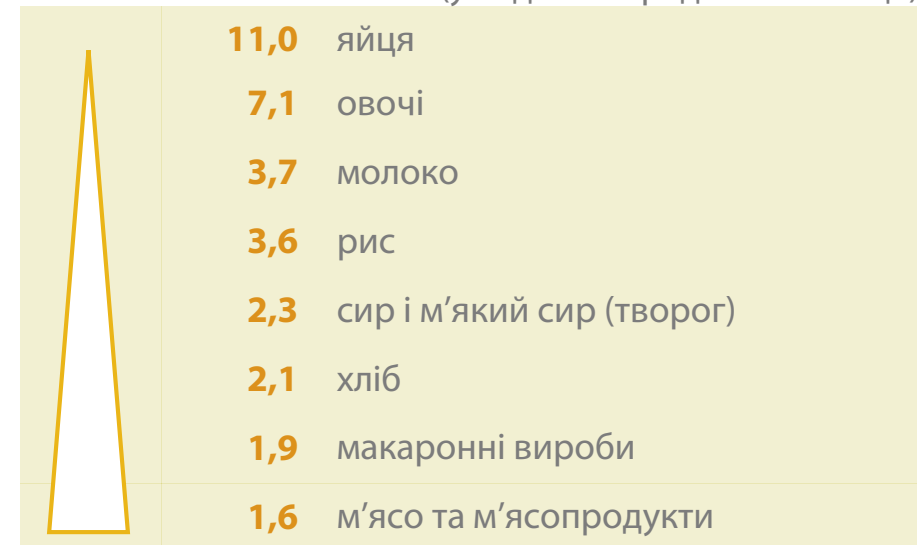 11,0 яйця
7,1 овочі
3,7 молоко
3,6 рис
2,3 сир і м’який сир (творог)
2,1 хліб
1,9 макаронні вироби
1,6 м’ясо та м’ясопродукти